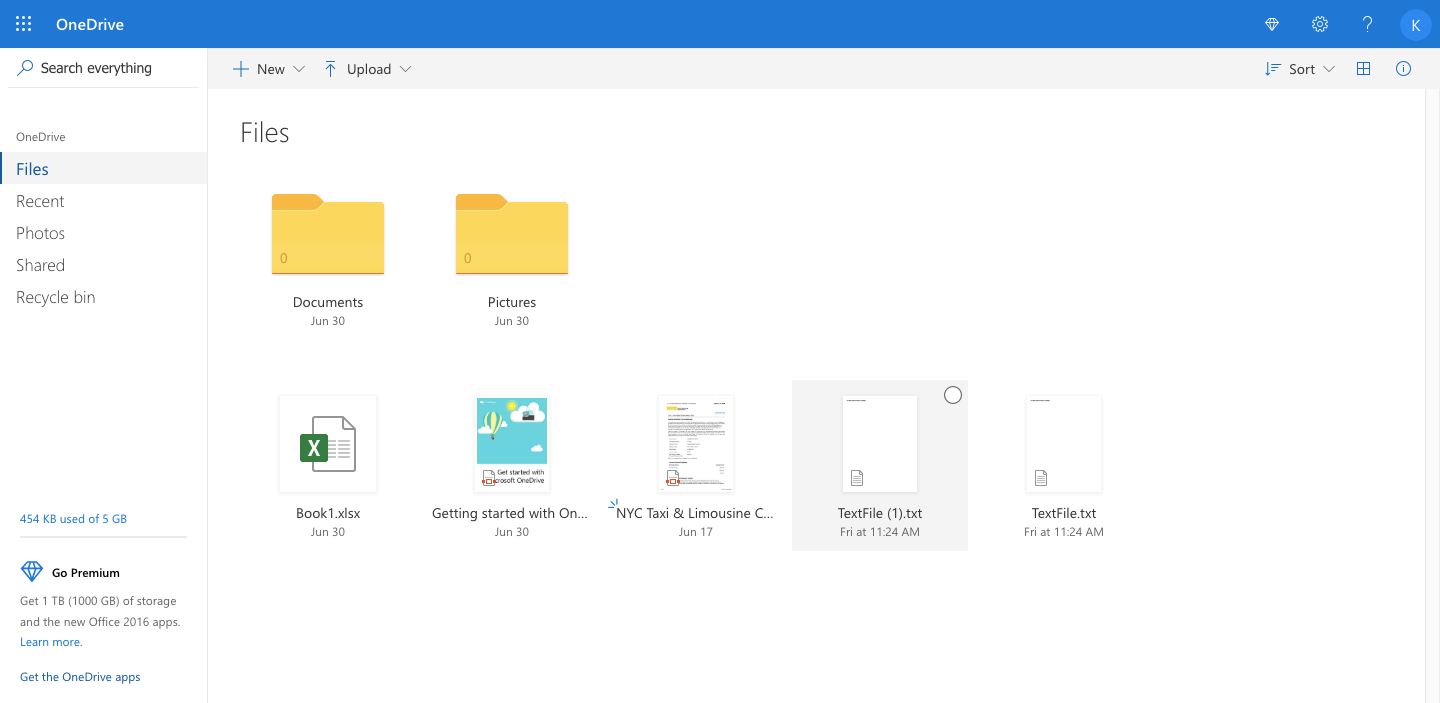 OneDrive
K
Search everything
New
Upload
Sort
OneDrive
Files
Recent
Photos
Shared
Recycle bin
Files
0
0
Documents
Pictures
Jun 30
Jun 30
X
Get started with
crosoft OneDrive
Book1.xlsx
Getting started with On...
NYC Taxi & Limousine C...
TextFile (1).txt
TextFile.txt
Jun 30
Jun 30
Jun 17
Fri at 11:24 AM
Fri at 11:24 AM
454 KB used of 5 GB
Go Premium
Get 1 TB (1000 GB) of storage
and the new Office 2016 apps.
Learn more.
Get the OneDrive apps